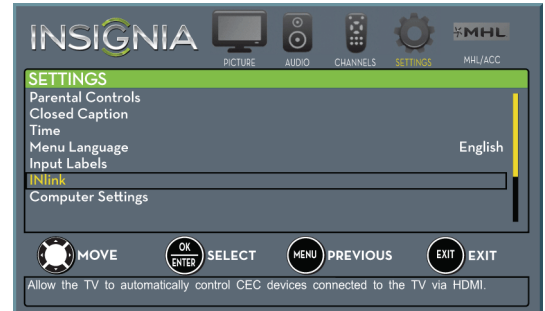 INSIGNIA
MHL
PICTURE AUDIO CHANNELS SETTINGS MHL/ACC
SETTINGS
Parental Controls
Closed Caption
Time
Menu Language English
Input Labels
INlink
Computer Settings
MOVE OK ENTER SELECT MENU PREVIOUS EXIT EXIT
Allow the TV to automatically control CEC devices connected to the TV via HDMI.